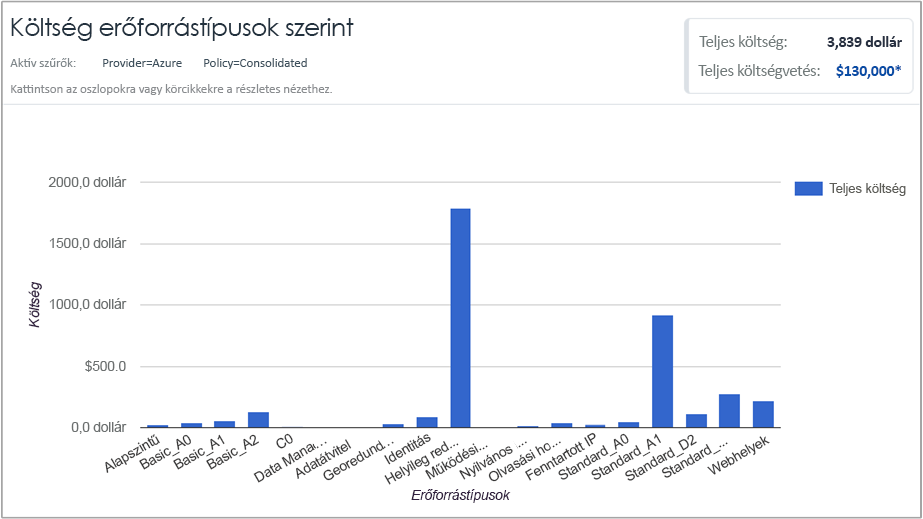 Költség erőforrástípusok szerint
Aktív szűrők: Provider=Azure Policy=Consolidated
Kattintson az oszlopokra vagy körcikkekre a részletes nézethez.
Teljes költség: 3,839 dollár
Teljes költségvetés: $130,000*
2000,0 dollár
1500,0 dollár
1000,0 dollár
$500.0
0,0 dollár
Költség
Teljes költség
Alapszintű
Basic_A0
Basic_A1
Basic_A2
C0
Data Mana...
Adatátvitel
Georedund...
Identitás
Helyileg red...
Működési...
Nyilvános ...
Olvasási ho...
Fenntartott IP
Standard_A0
Standard_A1
Standard_D2
Standard_...
Webhelyek
Erőforrástípusok